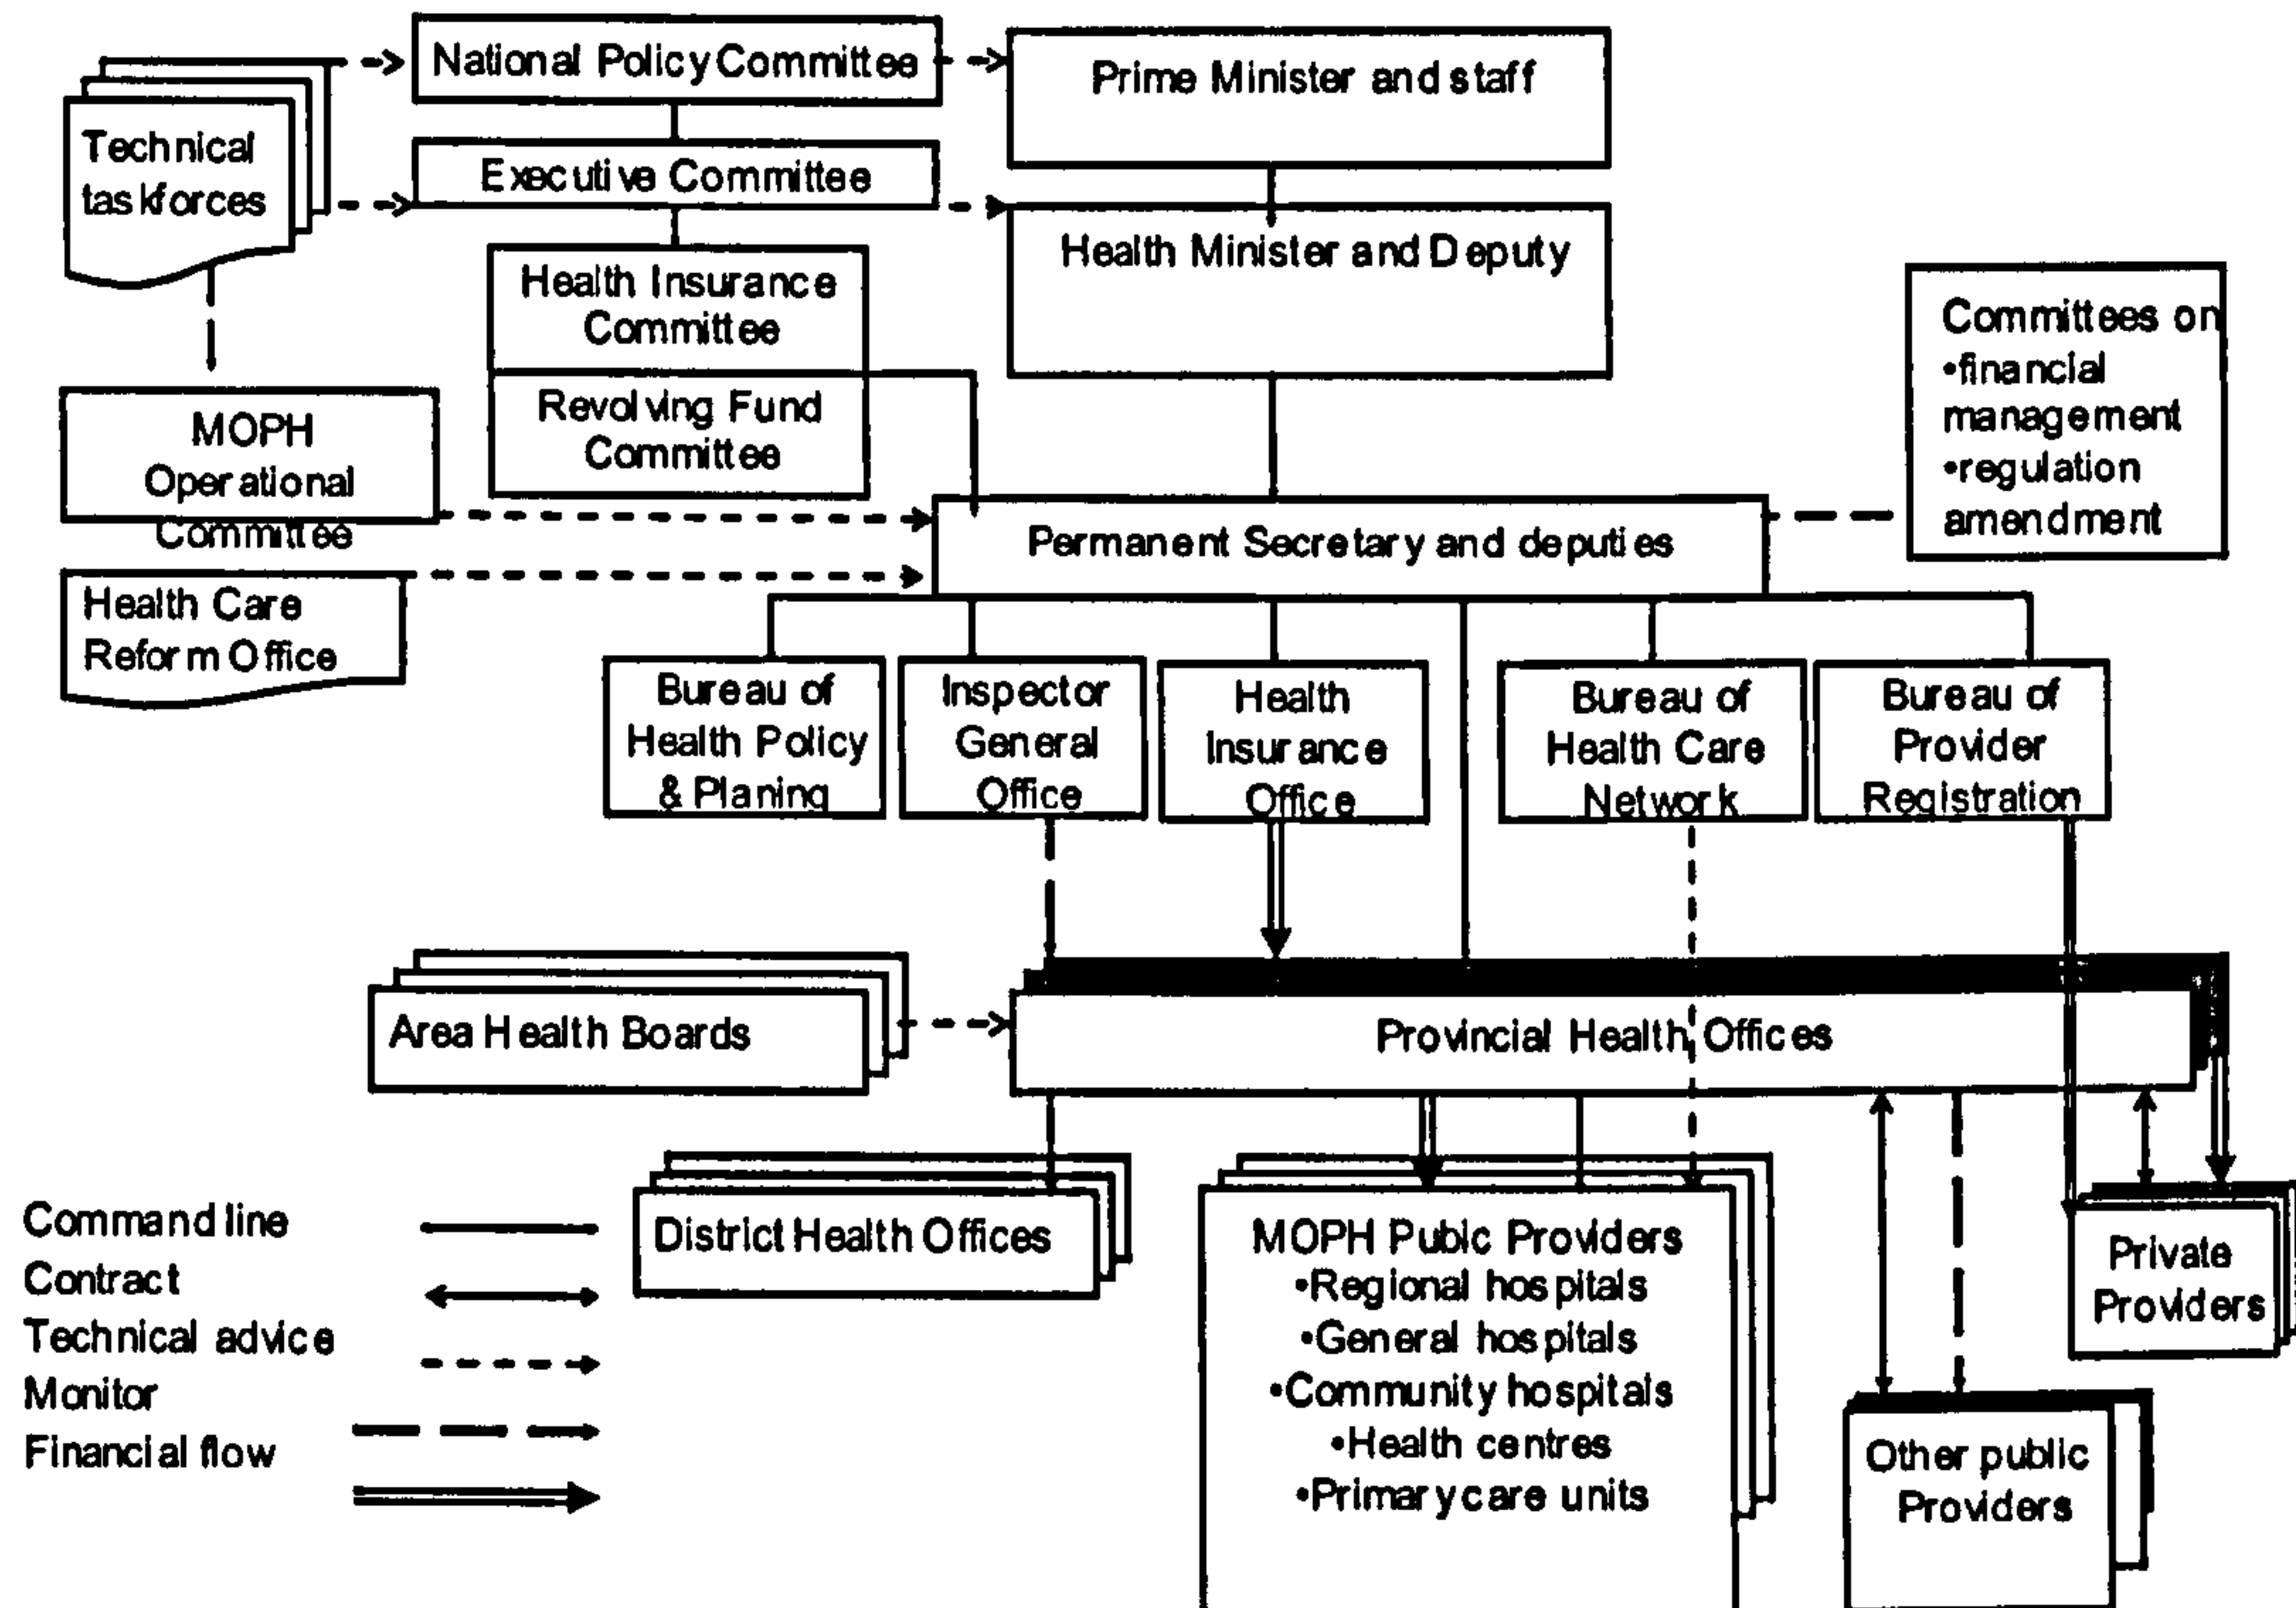 National Policy Committee
Prime Minister and staff
Technical
taskforces
Executive Committee
Health Minister and Deputy
Health Insurance
Committee
Revolving Fund
Committee
Committees on
•financial
management
•regulation
amendment
MOPH
Operational
Committee
Permanent Secretary and deputies
Health Care
Reform Office
Bureau of
Health Policy
& Planing
Inspector
General
Office
Health
Insurance
Office
Bureau of
Health Care
Network
Bureau of
Provider
Registration
Area Health Boards
Provincial Health Offices
District Health Offices
MOPH Public Providers
•Regional hospitals
•General hospitals
•Community hospitals
•Health centres
•Primary care units
Private
Providers
Other public
Providers
Command line
Contract
Technical advice
Monitor
Financial flow